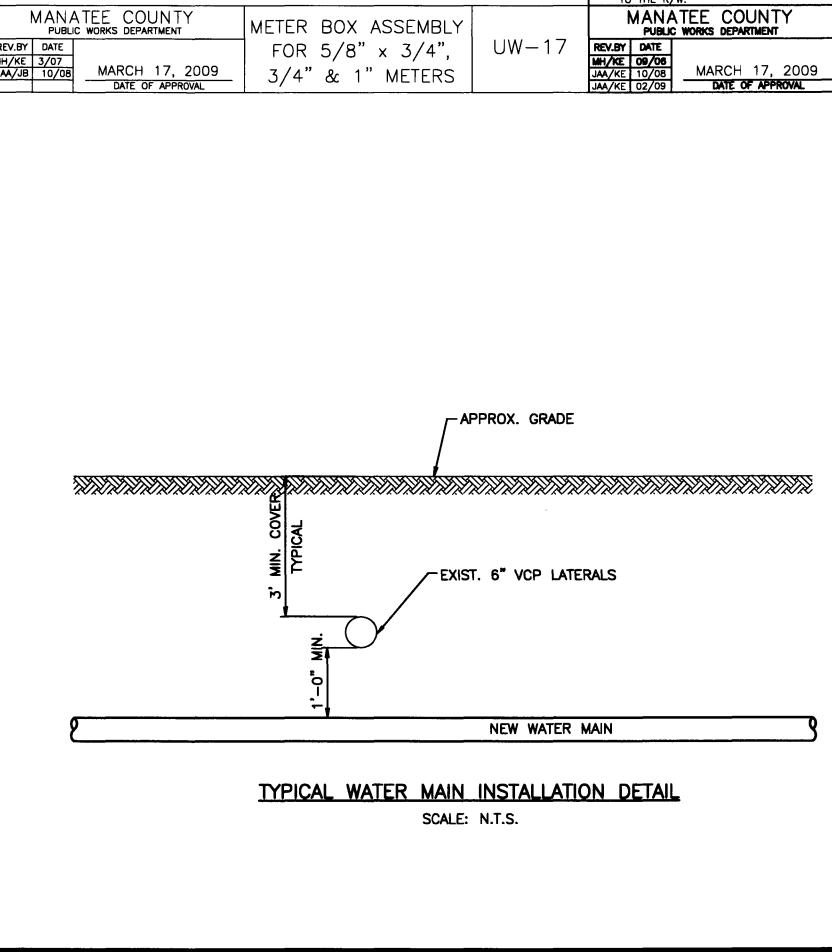 TO THE R/W.
MANATEE COUNTY
PUBLIC WORKS DEPARTMENT
REV.BY DATE
MH/KE 3/07
JAA/JB 10/08
MARCH 17, 2009
DATE OF APPROVAL
METER BOX ASSEMBLY
FOR 5/8" x 3/4",
3/4" & 1" METERS
UW-17
MANATEE COUNTY
PUBLIC WORKS DEPARTMENT
REV.BY DATE
MH/KE 09/06
JAA/KE 10/08
JAA/KE 02/09
MARCH 17, 2009
DATE OF APPROVAL
APPROX. GRADE
3' MIN. COVER
TYPICAL
EXIST. 6" VCP LATERALS
1'-0" MIN.
NEW WATER MAIN
TYPICAL WATER MAIN INSTALLATION DETAIL
SCALE: N.T.S.